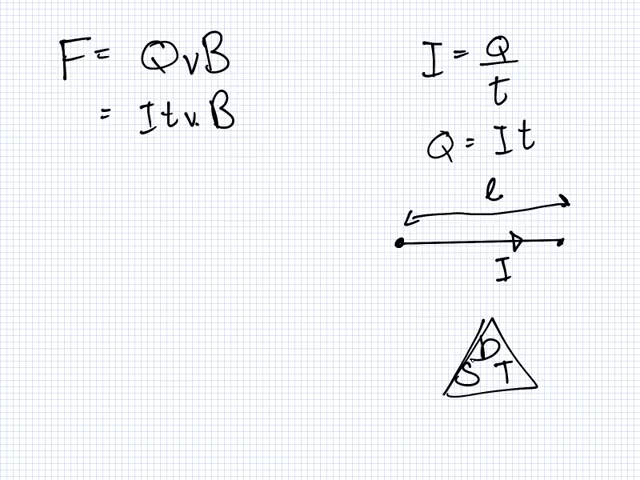 F = QvB
= ItvB
I = Q/t
Q = It
l
I
D
S T